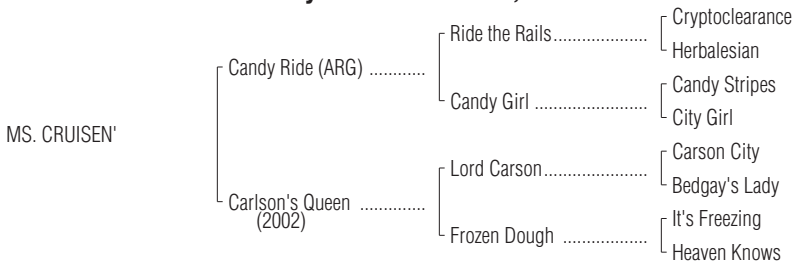 Cryptoclearance
Ride the Rails....................
Herbalesian
Candy Ride (ARG) ............
Candy Stripes
Candy Girl ........................
City Girl
MS. CRUISEN'
Carson City
Lord Carson......................
Bedgay's Lady
Carlson's Queen ..............
(2002)
It's Freezing
Frozen Dough ..................
Heaven Knows